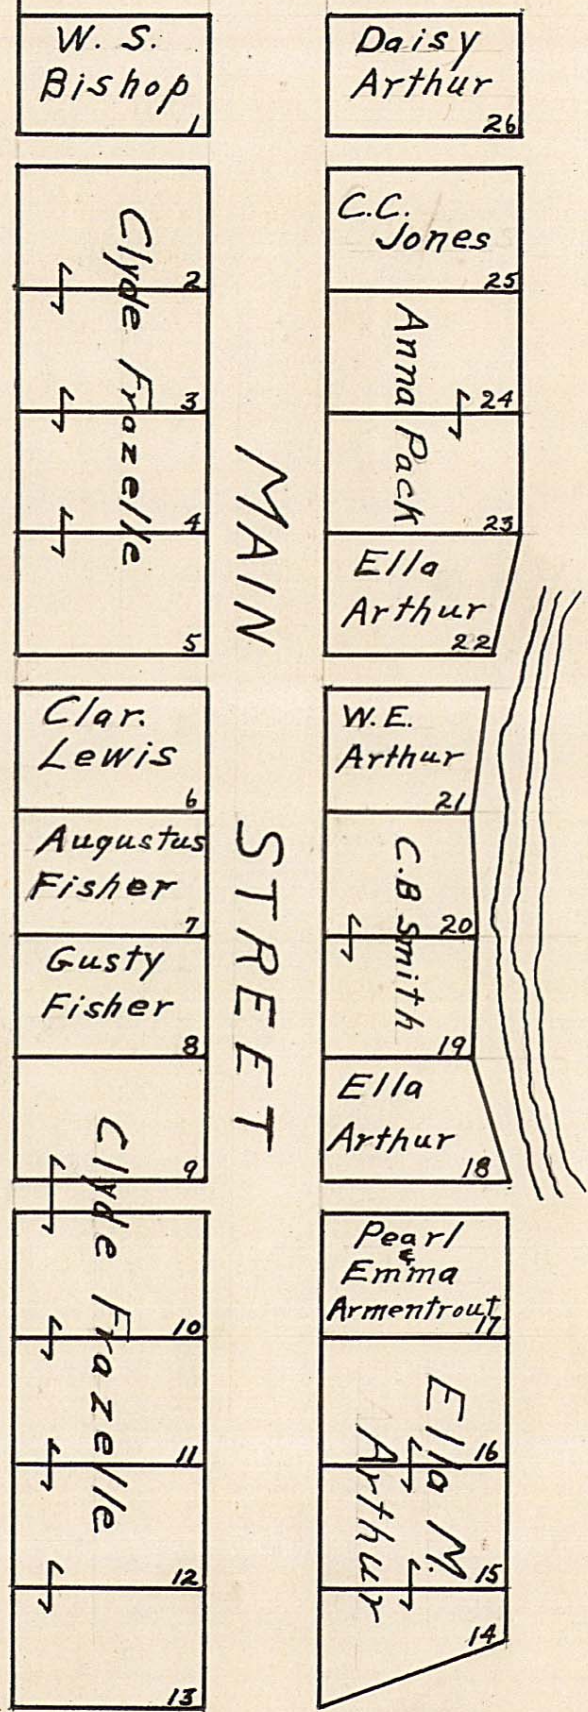 W. S.
Bishop
1
Clyde Frazelle
2
3
4
5
Clar.
Lewis
6
Augustus
Fisher
7
Gusty
Fisher
8
Clyde Frazelle
9
10
11
12
13
MAIN STREET
Daisy
Arthur
26
C.C.
Jones
25
Anna Pack
24
23
Ella
Arthur
22
W.E.
Arthur
21
C.B Smith
20
19
Ella
Arthur
18
Pearl
&
Emma
Armentrout
17
Ella M.
Arthur
16
15
14